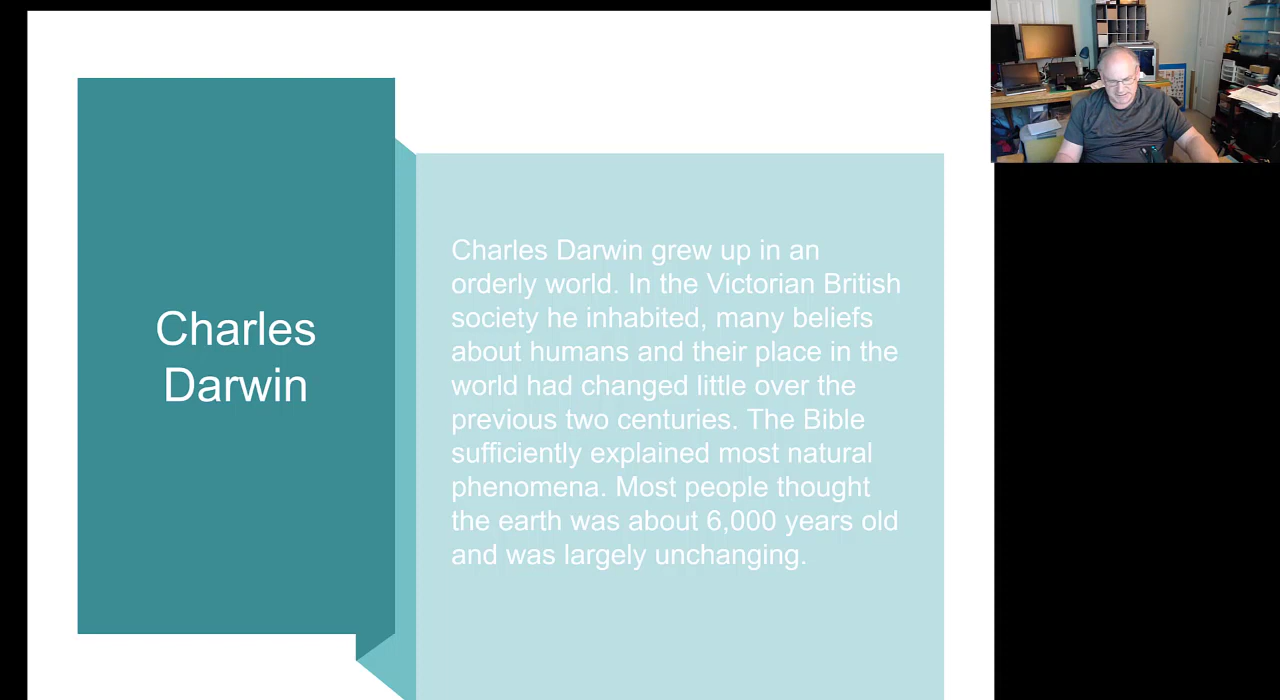 Charles
Darwin
Charles Darwin grew up in an
orderly world. In the Victorian British
society he inhabited, many beliefs
about humans and their place in the
world had changed little over the
previous two centuries. The Bible
sufficiently explained most natural
phenomena. Most people thought
the earth was about 6,000 years old
and was largely unchanging.